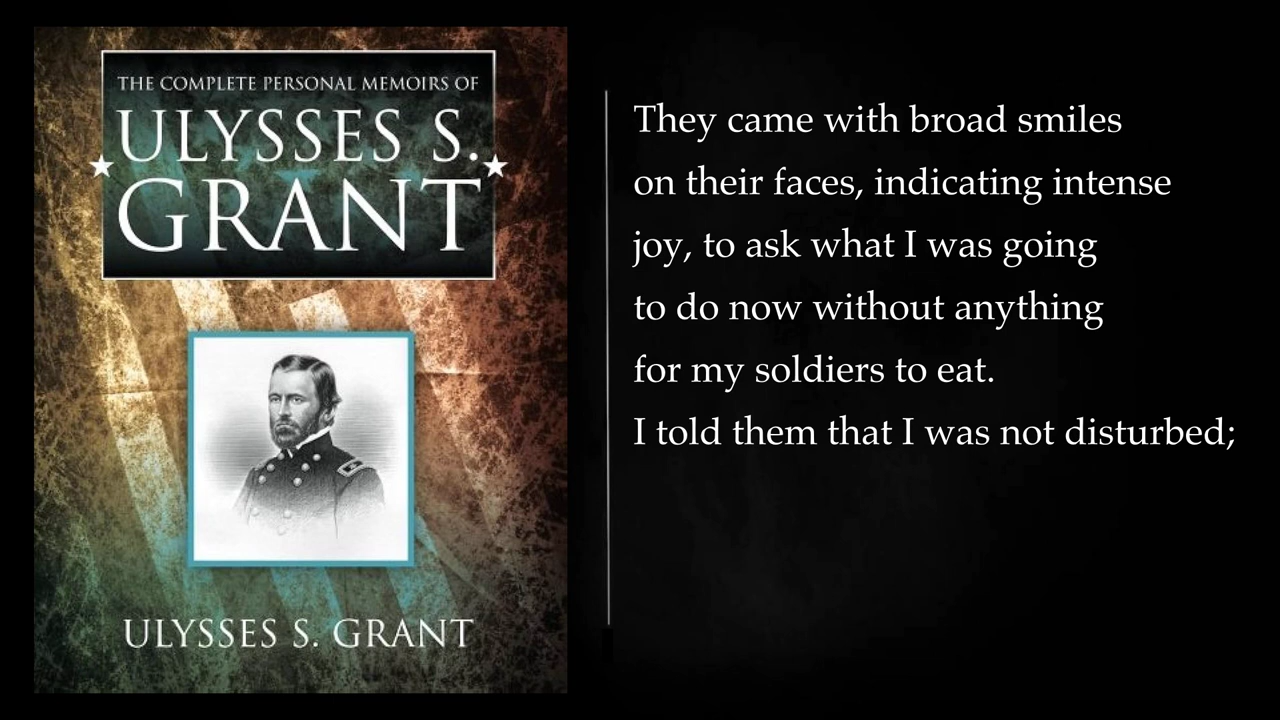 THE COMPLETE PERSONAL MEMOIRS OF
ULYSSES S.
GRANT
ULYSSES S. GRANT
They came with broad smiles
on their faces, indicating intense
joy, to ask what I was going
to do now without anything
for my soldiers to eat.
I told them that I was not disturbed;